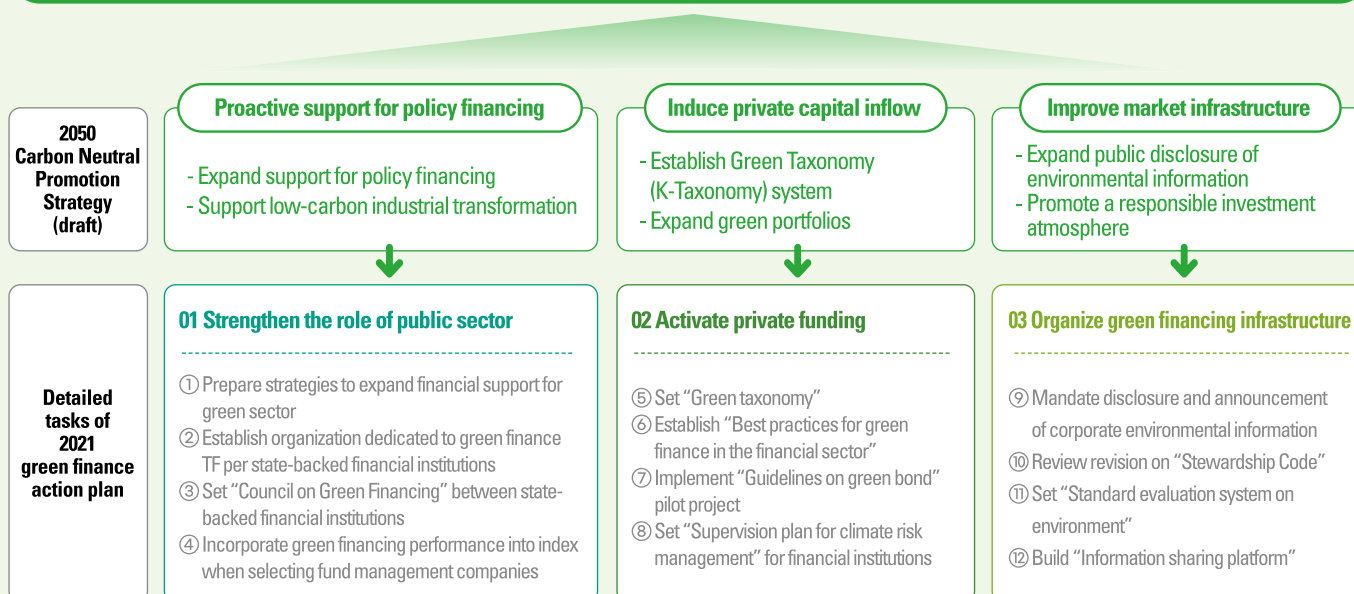 2050
Carbon Neutral
Promotion
Strategy
(draft)
Proactive support for policy financing
- Expand support for policy financing
- Support low-carbon industrial transformation
Induce private capital inflow
- Establish Green Taxonomy
(K-Taxonomy) system
- Expand green portfolios
Improve market infrastructure
- Expand public disclosure of
environmental information
- Promote a responsible investment
atmosphere
Detailed
tasks of
2021
green finance
action plan
01 Strengthen the role of public sector
① Prepare strategies to expand financial support for
green sector
② Establish organization dedicated to green finance
TF per state-backed financial institutions
③ Set “Council on Green Financing” between state-
backed financial institutions
④ Incorporate green financing performance into index
when selecting fund management companies
02 Activate private funding
⑤ Set “Green taxonomy”
⑥ Establish “Best practices for green
finance in the financial sector”
⑦ Implement “Guidelines on green bond”
pilot project
⑧ Set “Supervision plan for climate risk
management” for financial institutions
03 Organize green financing infrastructure
⑨ Mandate disclosure and announcement
of corporate environmental information
⑩ Review revision on “Stewardship Code”
⑪ Set “Standard evaluation system on
environment”
⑫ Build “Information sharing platform”